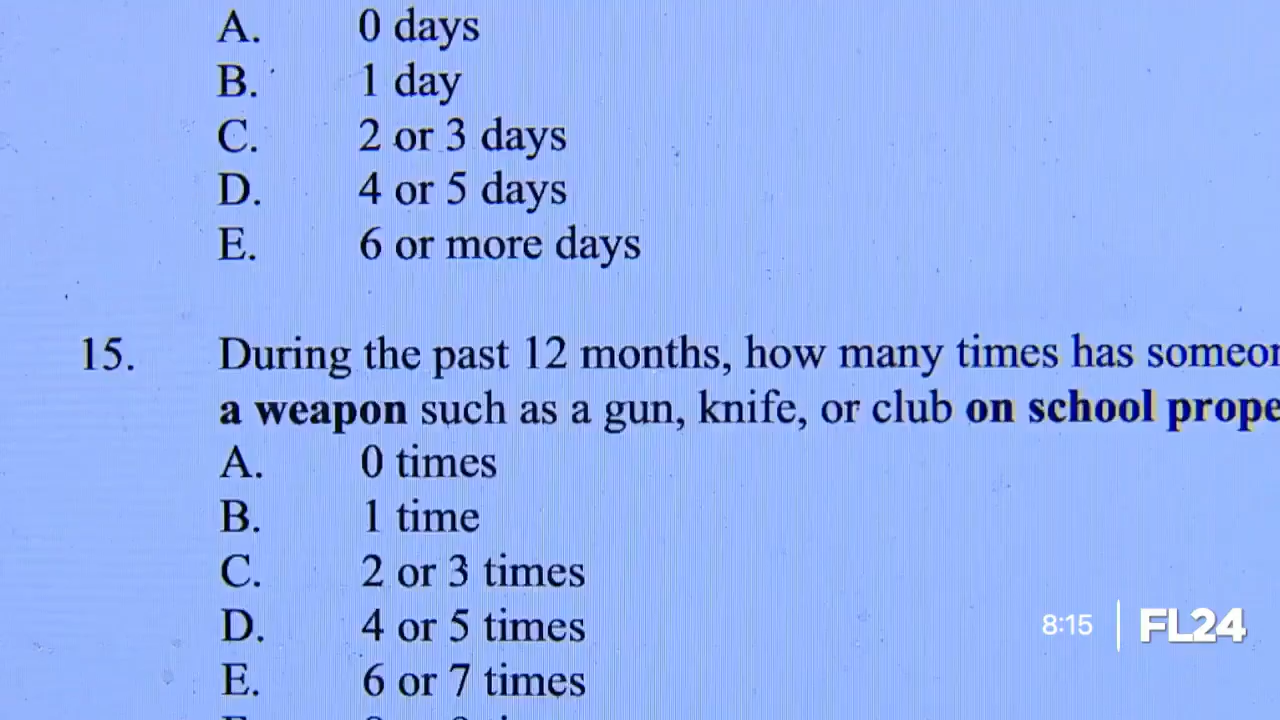 A. 0 days
B. 1 day
C. 2 or 3 days
D. 4 or 5 days
E. 6 or more days
15. During the past 12 months, how many times has
a weapon such as a gun, knife, or club on school
A. 0 times
B. 1 time
C. 2 or 3 times
D. 4 or 5 times
E. 6 or 7 times
8:15 FL24